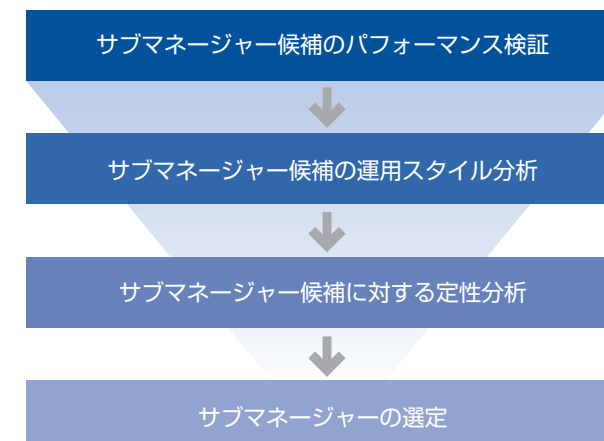 サブマネージャー候補のパフォーマンス検証
サブマネージャー候補の運用スタイル分析
サブマネージャー候補に対する定性分析
サブマネージャーの選定